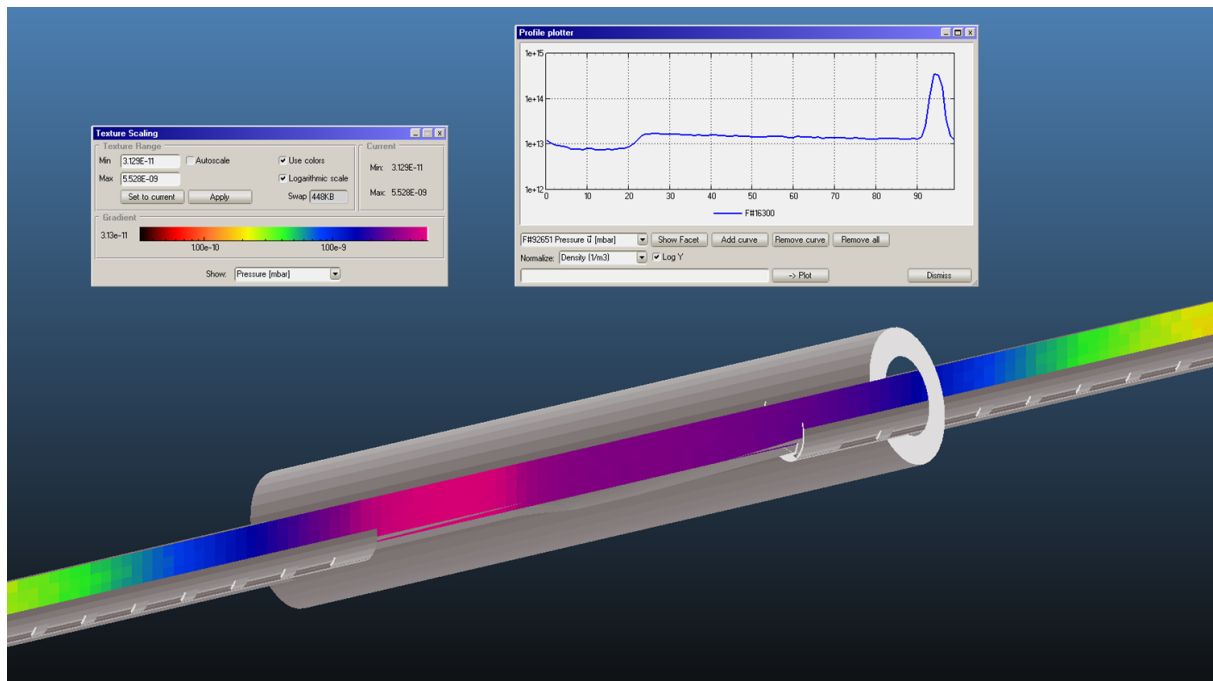 Profile plotter
1e+15
1e+14
1e+13
1e+12
0 10 20 30 40 50 60 70 80 90
F#16300
F#92651 Pressure [mbar] Show Facet Add curve Remove curve Remove all
Normalize: Density (1/m3) Log Y
-> Plot Dismiss
Texture Scaling
Texture Range
Min 3.129E-11 Autoscale Use colors
Max 5.528E-09 Logarithmic scale
Set to current Apply Swap 448KB
Current
Min: 3.129E-11
Max: 5.528E-09
Gradient
3.13e-11
1.00e-10 1.00e-9
Show: Pressure [mbar]